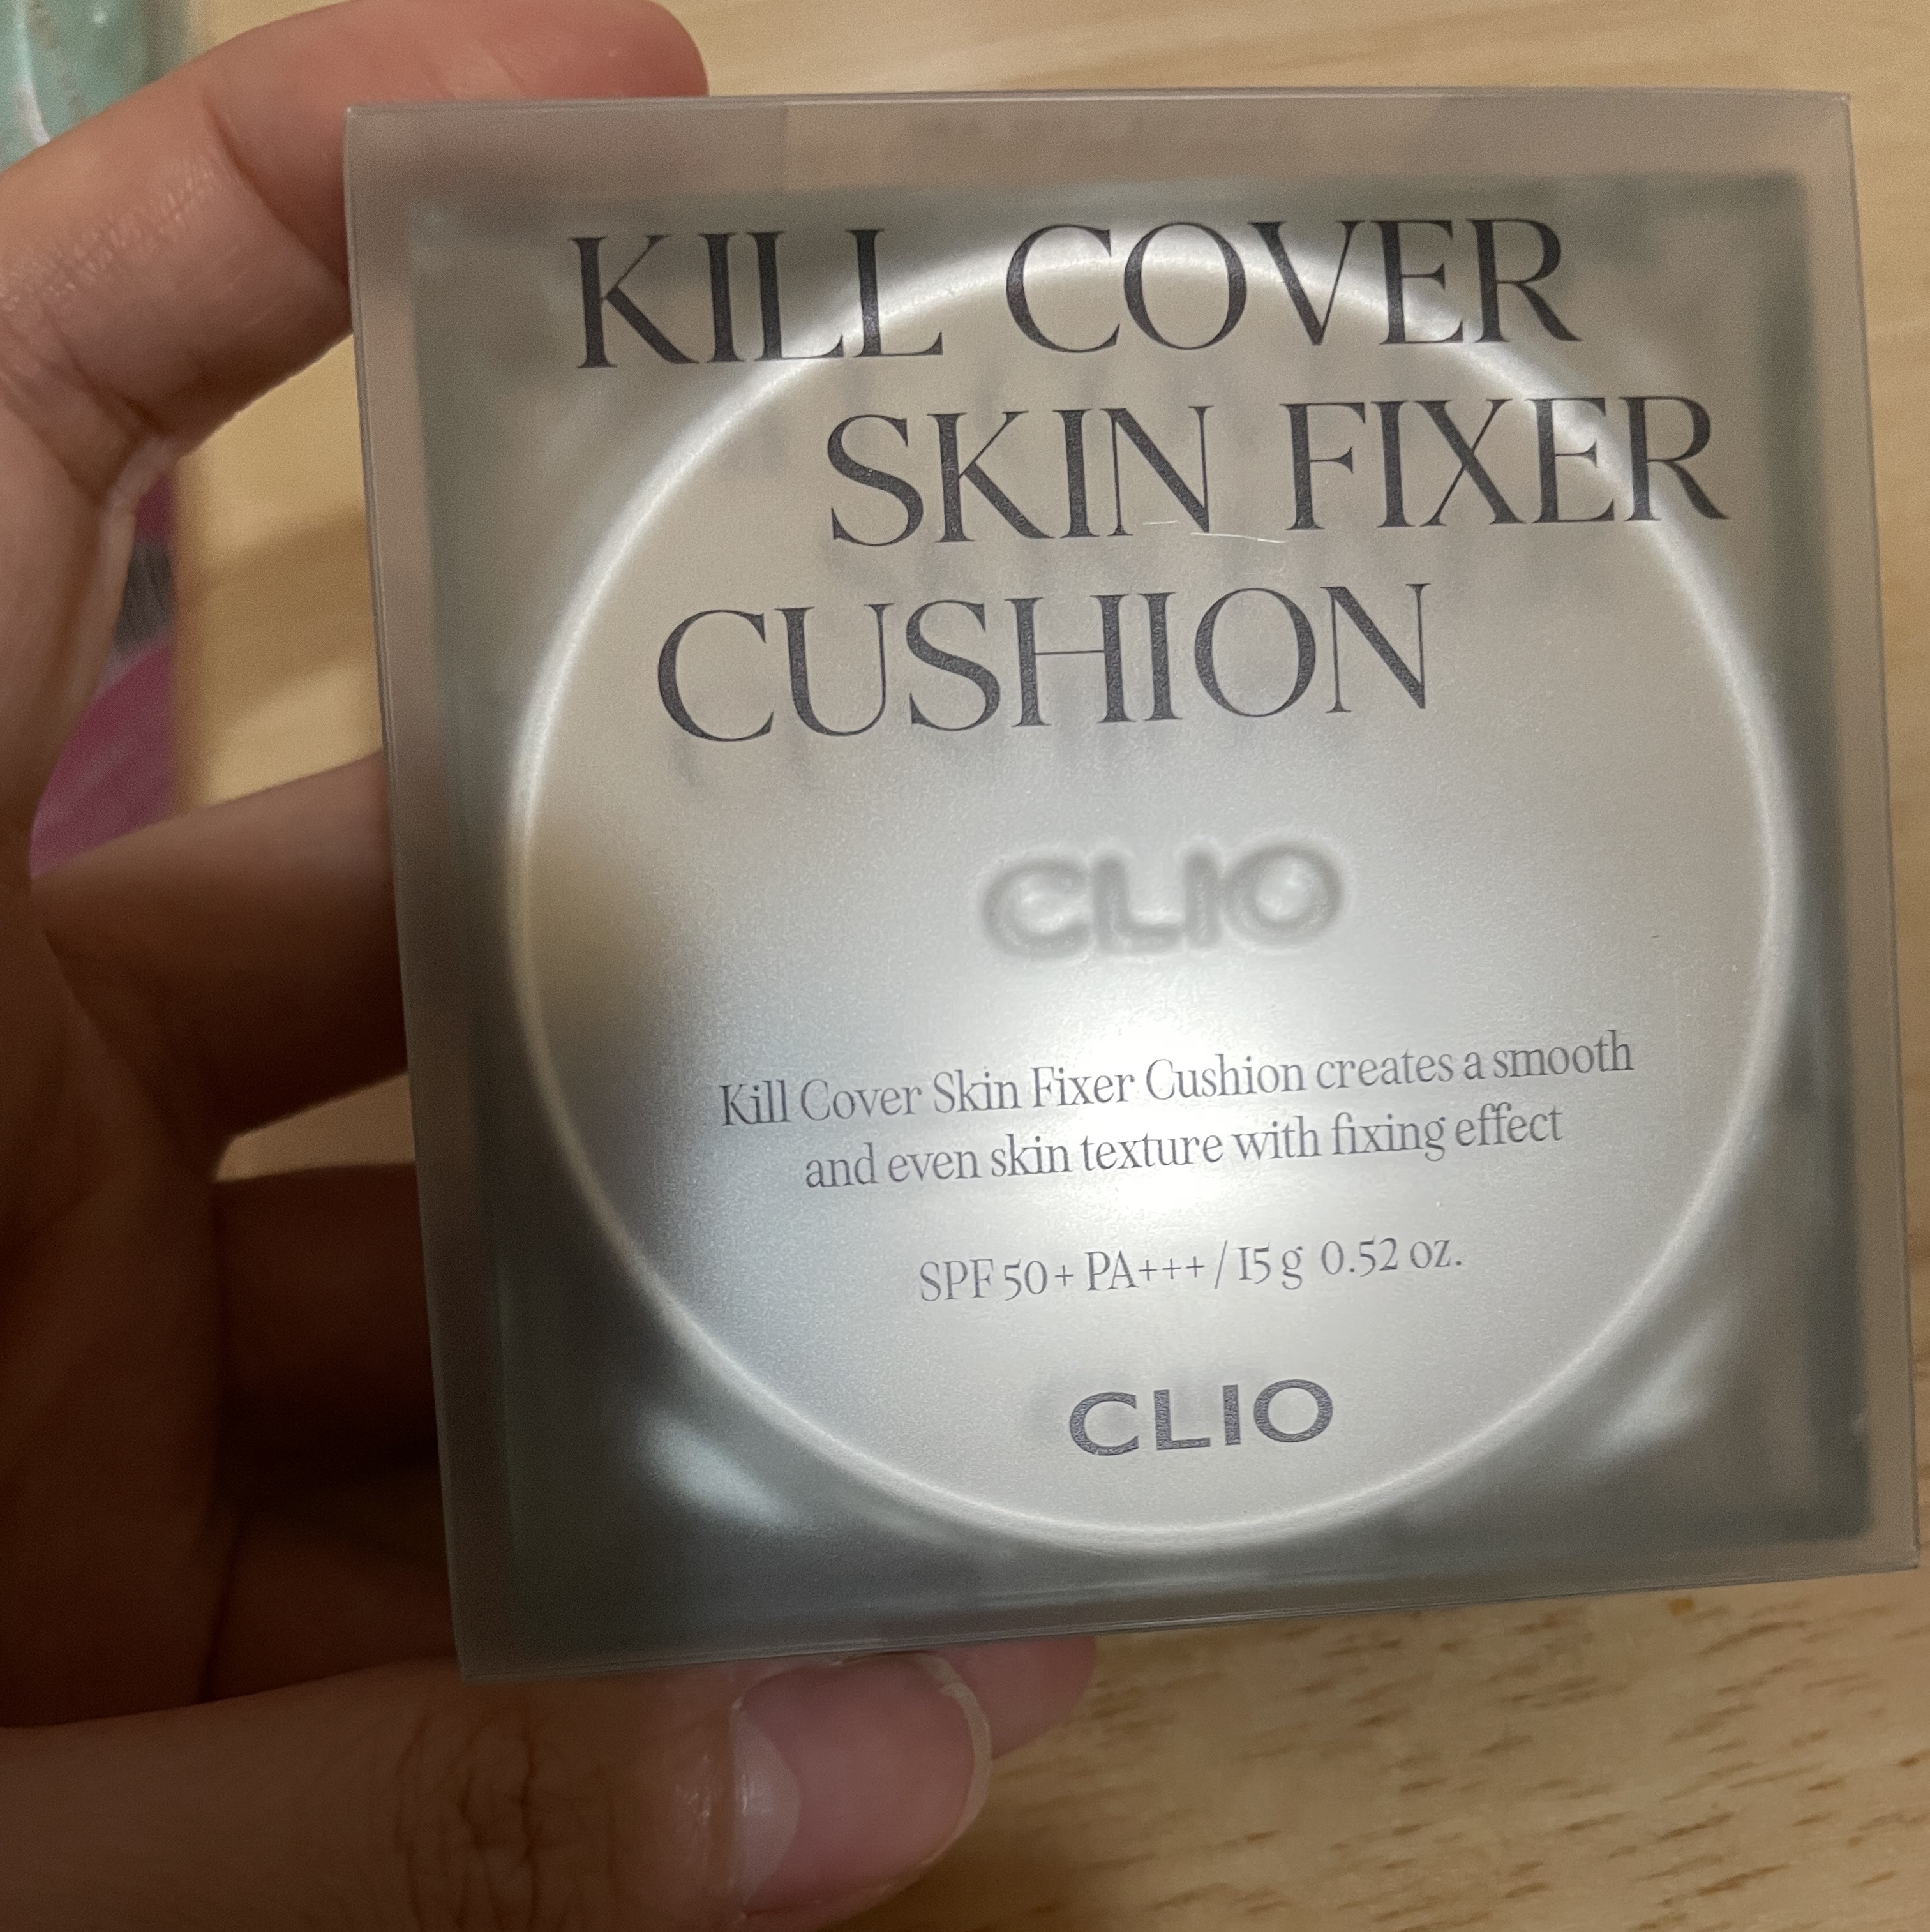 KILL COVER
SKIN FIXER
CUSHION
CLIO
Kill Cover Skin Fixer Cushion creates a smooth
and even skin texture with fixing effect
SPF 50+ PA+++ / 15 g 0.52 oz.
CLIO